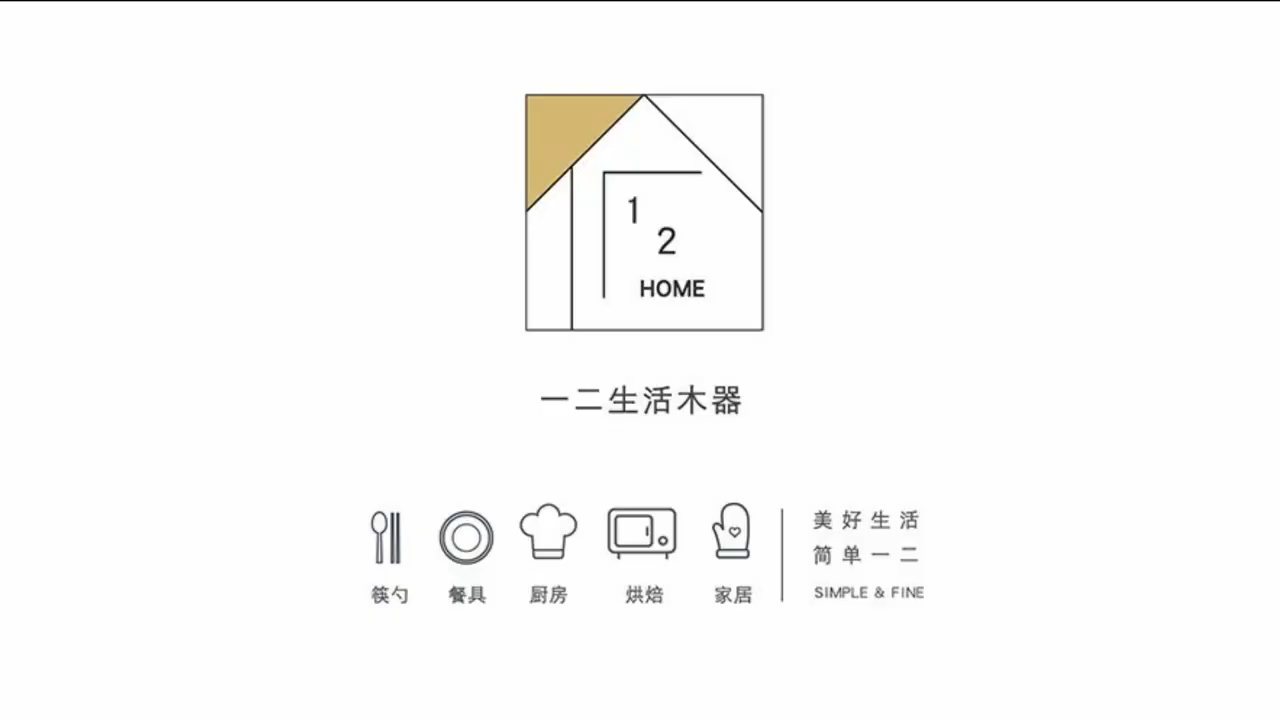 1
2
HOME
一二生活木器
筷勺
餐具
厨房
烘焙
家居
美好生活
简单一二
SIMPLE & FINE